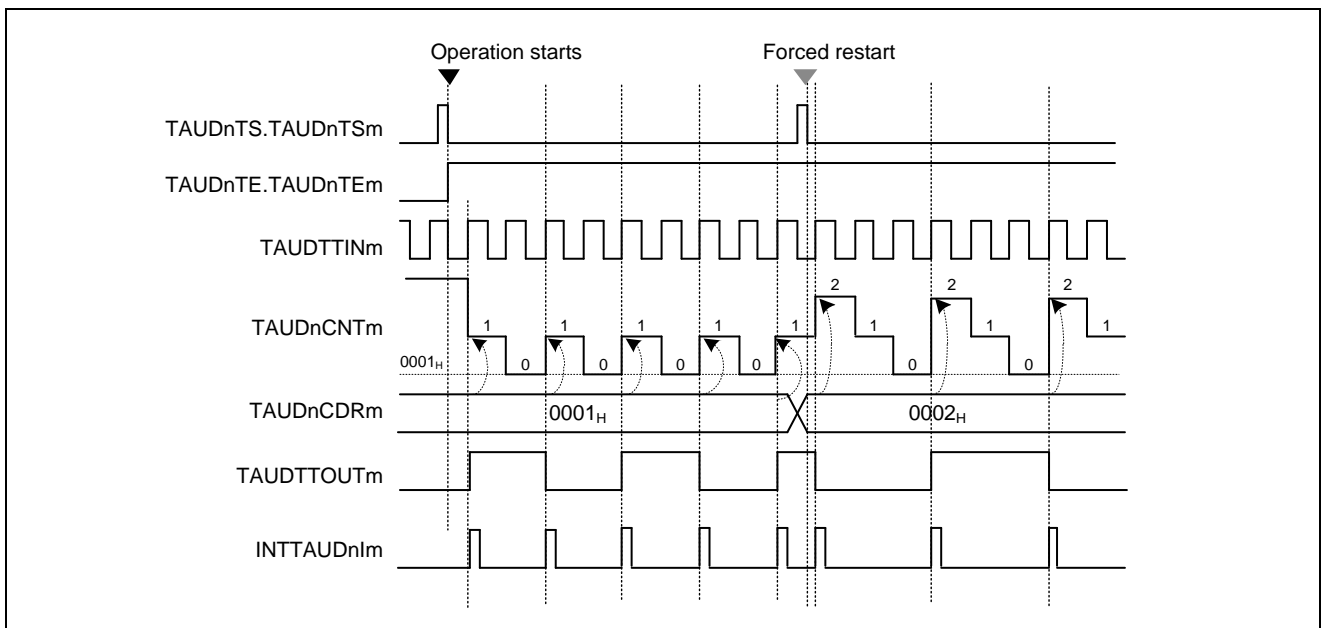 Operation starts Forced restart
TAUDnTS.TAUDnTSm
TAUDnTE.TAUDnTEm
TAUDTTINm
2 2 2
TAUDnCNTm 1 1 1 1 1 1 1 1
0001H 0 0 0 0 0 0
TAUDnCDRm 0001H 0002H
TAUDTTOUTm
INTTAUDnIm